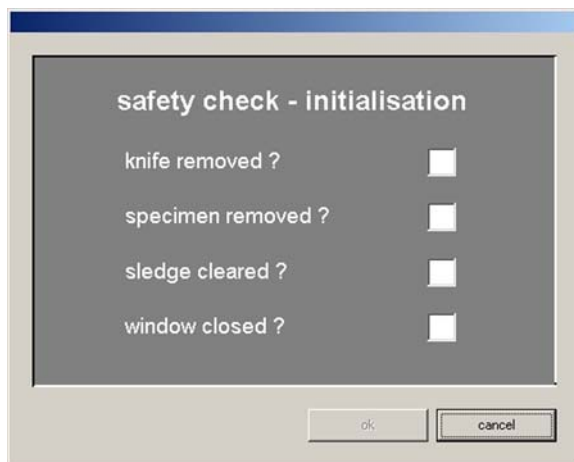 safety check - initialisation
knife removed ?
specimen removed ?
sledge cleared ?
window closed ?
ok
cancel